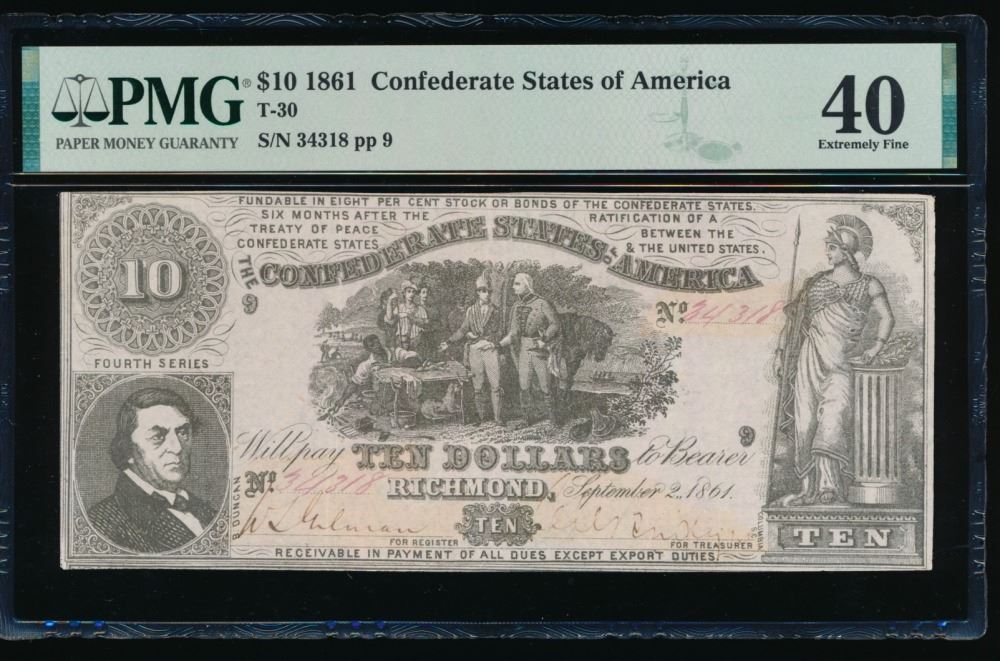 PMG®
PAPER MONEY GUARANTY
$10 1861 Confederate States of America
T-30
S/N 34318 pp 9
40
Extremely Fine
FUNDABLE IN EIGHT PER CENT STOCK OR BONDS OF THE CONFEDERATE STATES.
SIX MONTHS AFTER THE RATIFICATION OF A
TREATY OF PEACE BETWEEN THE
CONFEDERATE STATES & THE UNITED STATES.
THE CONFEDERATE STATES OF AMERICA
10
9
No. 34318
FOURTH SERIES
9
Will pay TEN DOLLARS to Bearer
No. 34318
RICHMOND, September 2, 1861.
B DUNCAN
TEN
FOR REGISTER
FOR TREASURER
TEN
RECEIVABLE IN PAYMENT OF ALL DUES EXCEPT EXPORT DUTIES.